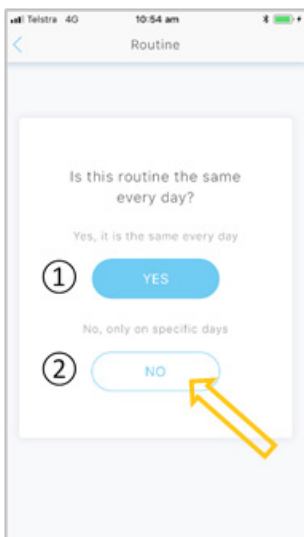 Telstra 4G 10:54 am
Routine
Is this routine the same
every day?
Yes, it is the same every day
① YES
No, only on specific days
② NO